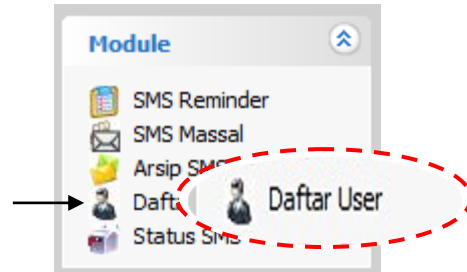 Module
SMS Reminder
SMS Massal
Arsip SMS
Daftar User
Status SMS